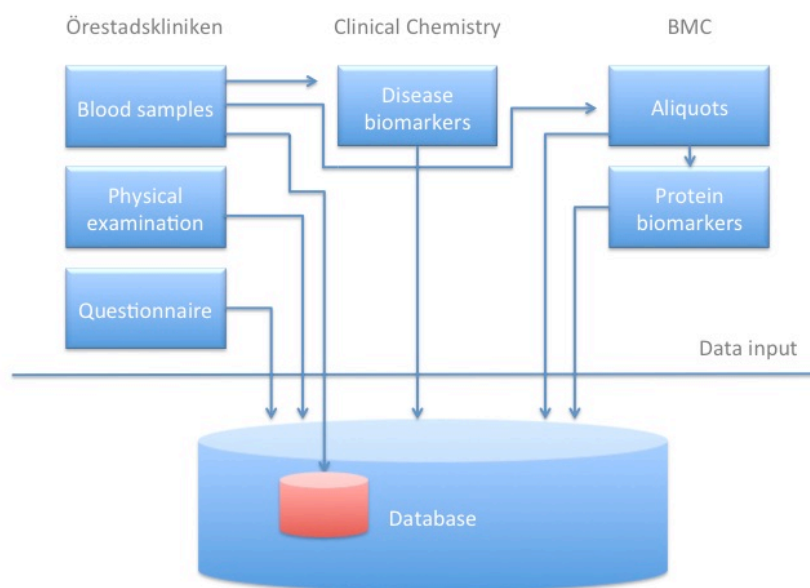 Örestadskliniken
Clinical Chemistry
BMC
Blood samples
Disease
biomarkers
Aliquots
Physical
examination
Protein
biomarkers
Questionnaire
Data input
Database